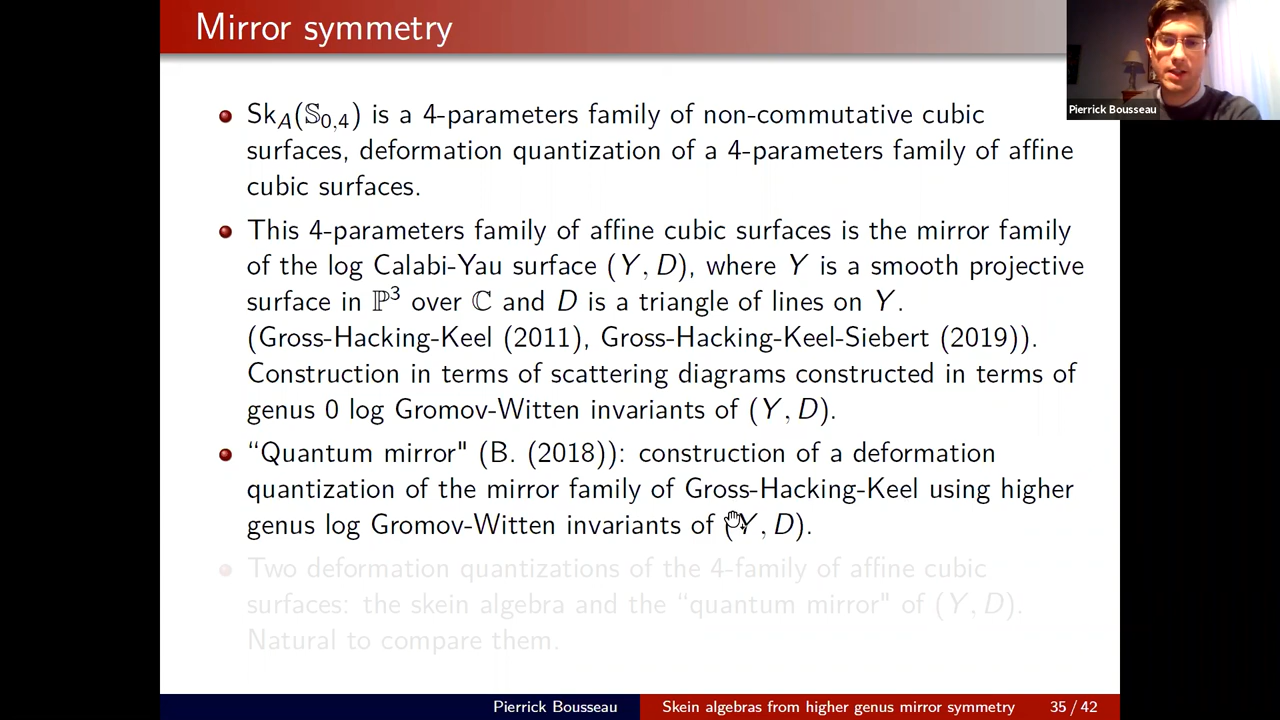 Mirror symmetry
Pierrick Bousseau
Sk_A(𝕊_{0,4}) is a 4-parameters family of non-commutative cubic
surfaces, deformation quantization of a 4-parameters family of affine
cubic surfaces.
This 4-parameters family of affine cubic surfaces is the mirror family
of the log Calabi-Yau surface (Y, D), where Y is a smooth projective
surface in ℙ³ over ℂ and D is a triangle of lines on Y.
(Gross-Hacking-Keel (2011), Gross-Hacking-Keel-Siebert (2019)).
Construction in terms of scattering diagrams constructed in terms of
genus 0 log Gromov-Witten invariants of (Y, D).
“Quantum mirror" (B. (2018)): construction of a deformation
quantization of the mirror family of Gross-Hacking-Keel using higher
genus log Gromov-Witten invariants of (Y, D).
Two deformation quantizations of the 4-family of affine cubic
surfaces: the skein algebra and the “quantum mirror" of (Y, D).
Natural to compare them.
Pierrick Bousseau
Skein algebras from higher genus mirror symmetry
35 / 42